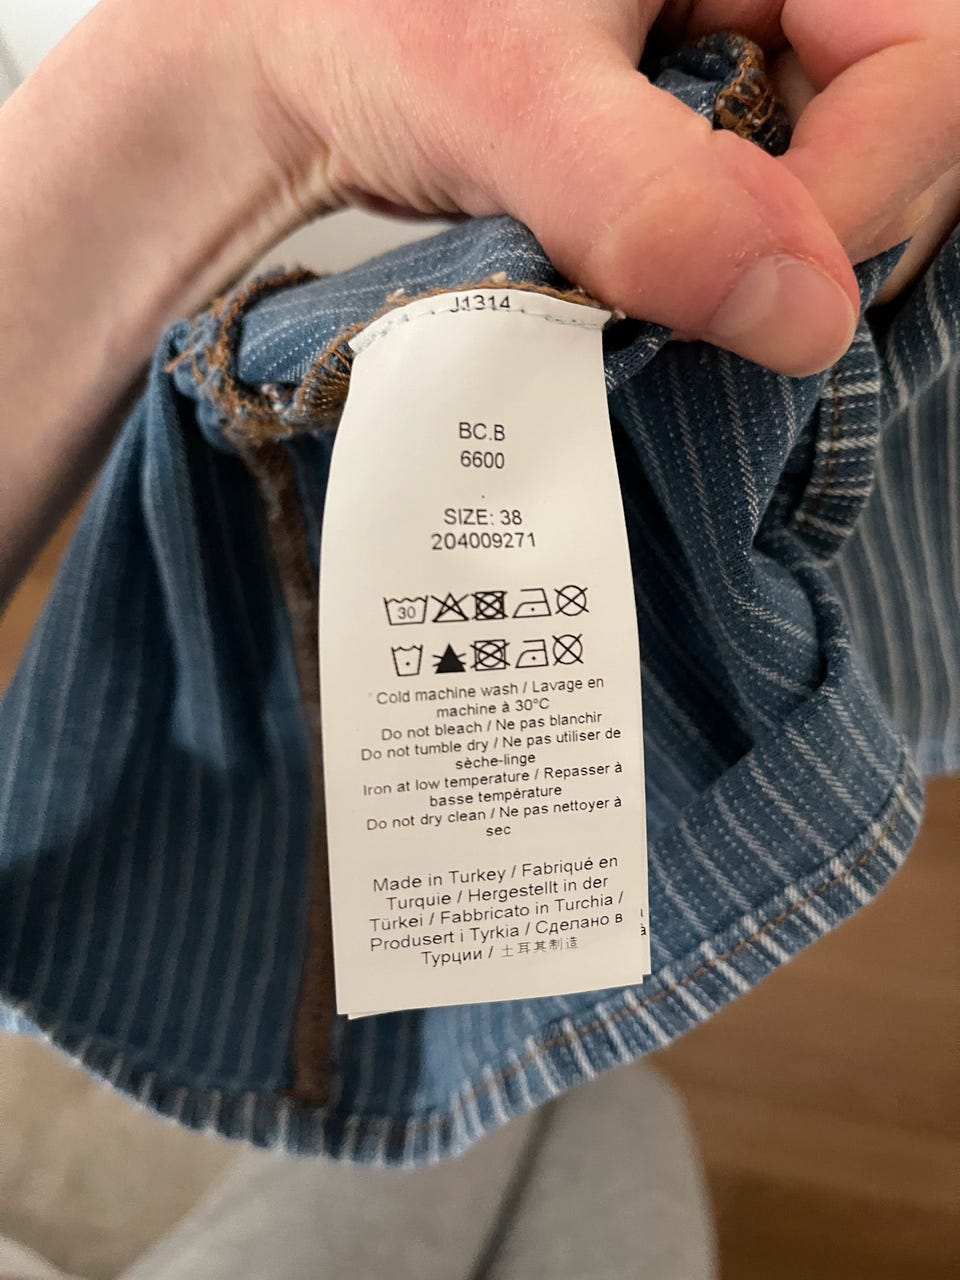 J1314
BC.B
6600
SIZE: 38
204009271
30
Cold machine wash / Lavage en
machine à 30°C
Do not bleach / Ne pas blanchir
Do not tumble dry / Ne pas utiliser de
sèche-linge
Iron at low temperature / Repasser à
basse température
Do not dry clean / Ne pas nettoyer à
sec
Made in Turkey / Fabriqué en
Turquie / Hergestellt in der
Türkei / Fabbricato in Turchia /
Produsert i Tyrkia / Сделано в
Турции / 土耳其制造
à